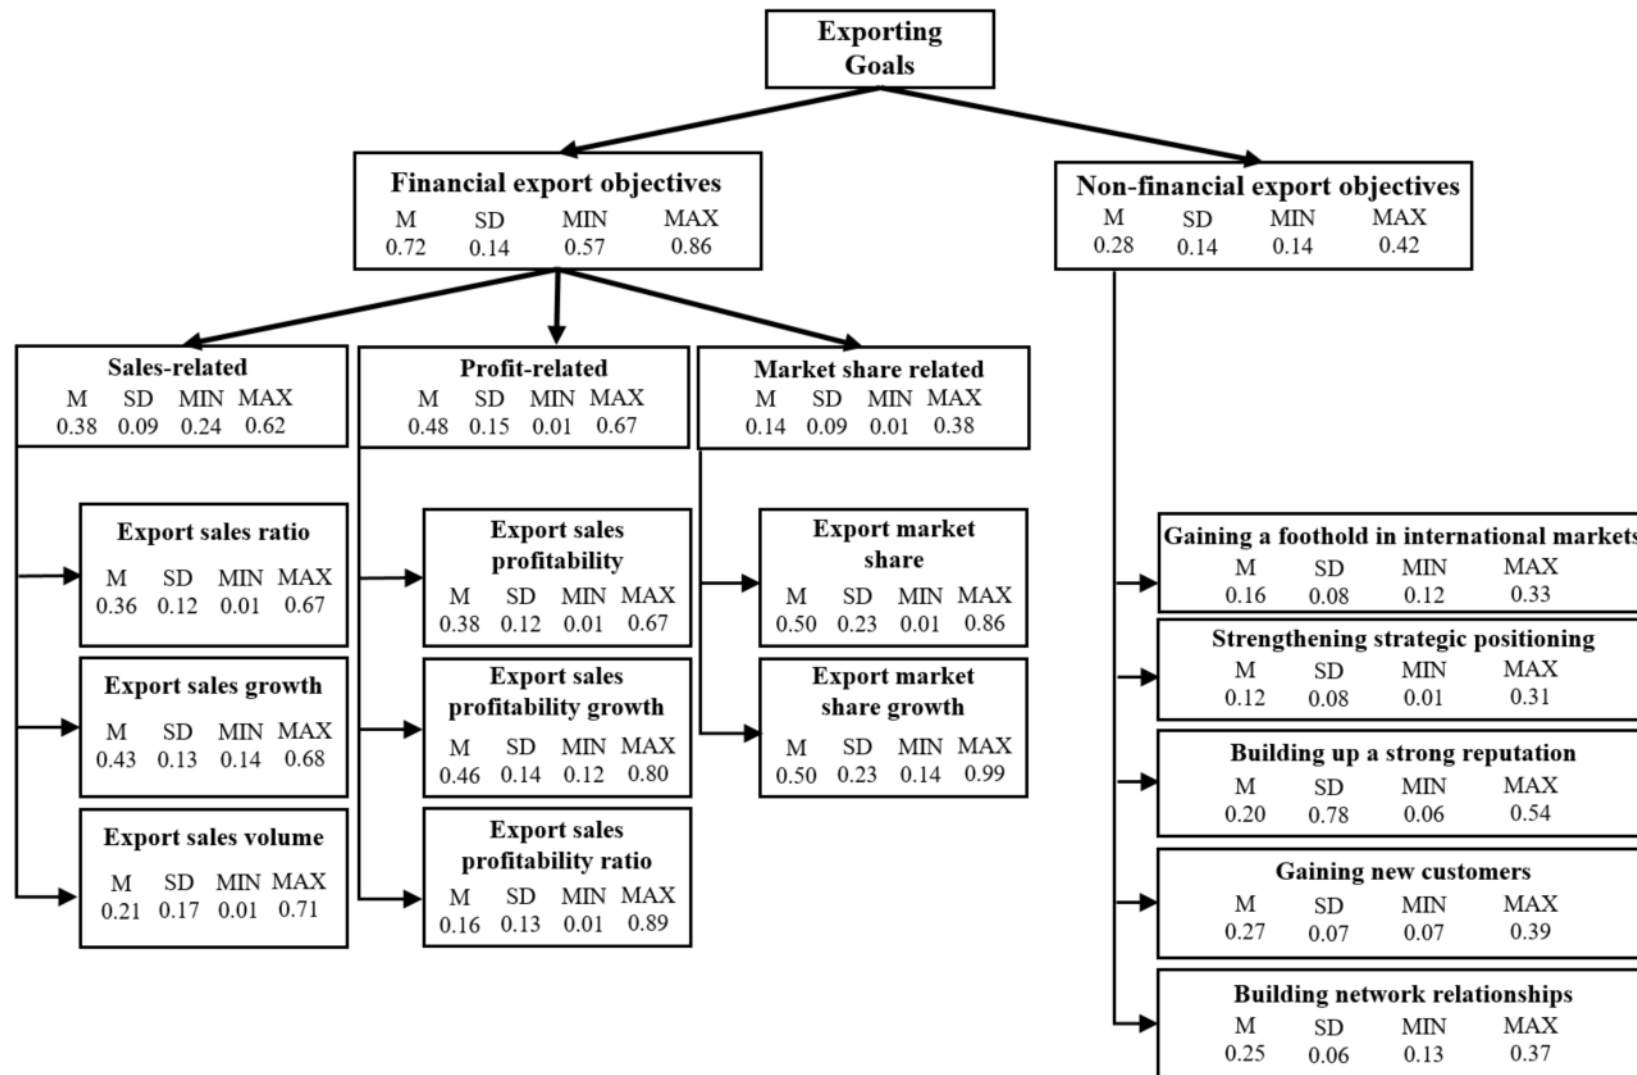 Exporting
Goals
Financial export objectives
M SD MIN MAX
0.72 0.14 0.57 0.86
Non-financial export objectives
M SD MIN MAX
0.28 0.14 0.14 0.42
Sales-related
M SD MIN MAX
0.38 0.09 0.24 0.62
Profit-related
M SD MIN MAX
0.48 0.15 0.01 0.67
Market share related
M SD MIN MAX
0.14 0.09 0.01 0.38
Export sales ratio
M SD MIN MAX
0.36 0.12 0.01 0.67
Export sales growth
M SD MIN MAX
0.43 0.13 0.14 0.68
Export sales volume
M SD MIN MAX
0.21 0.17 0.01 0.71
Export sales
profitability
M SD MIN MAX
0.38 0.12 0.01 0.67
Export sales
profitability growth
M SD MIN MAX
0.46 0.14 0.12 0.80
Export sales
profitability ratio
M SD MIN MAX
0.16 0.13 0.01 0.89
Export market
share
M SD MIN MAX
0.50 0.23 0.01 0.86
Export market
share growth
M SD MIN MAX
0.50 0.23 0.14 0.99
Gaining a foothold in international markets
M SD MIN MAX
0.16 0.08 0.12 0.33
Strengthening strategic positioning
M SD MIN MAX
0.12 0.08 0.01 0.31
Building up a strong reputation
M SD MIN MAX
0.20 0.78 0.06 0.54
Gaining new customers
M SD MIN MAX
0.27 0.07 0.07 0.39
Building network relationships
M SD MIN MAX
0.25 0.06 0.13 0.37